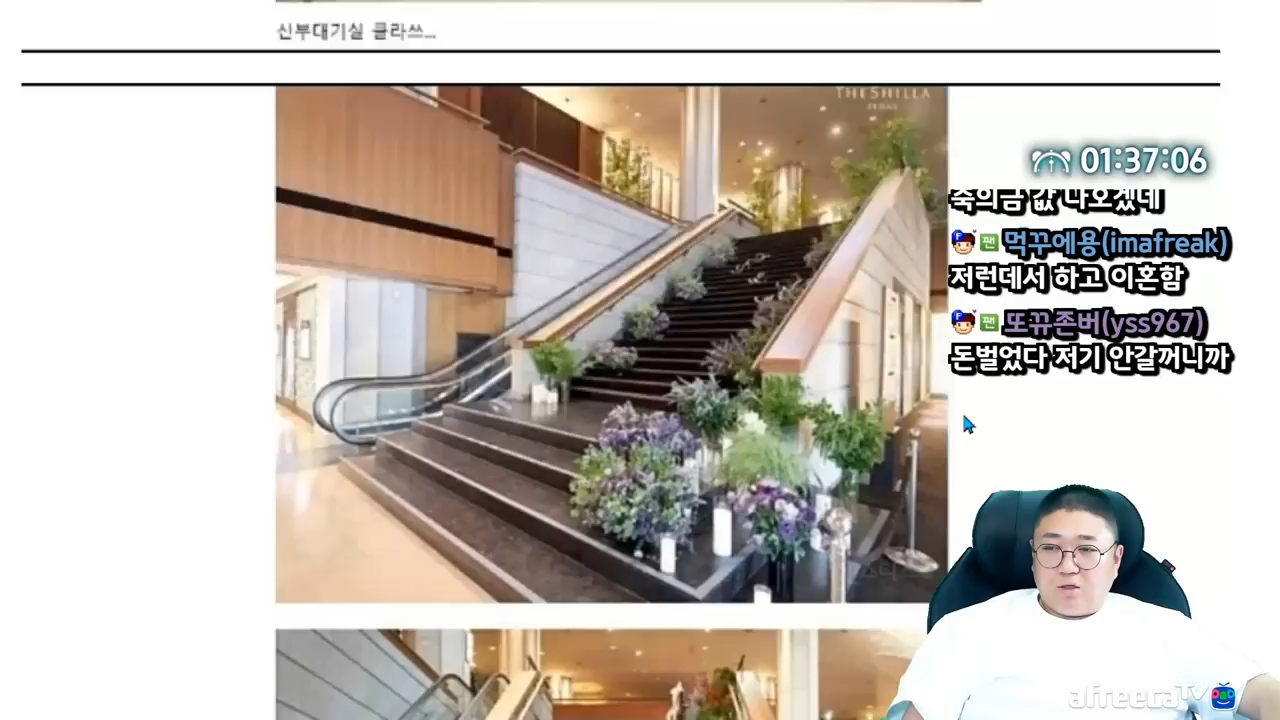 신부대기실 클라쓰...
THE SHILLA
SEOUL
01:37:06
축의금 값 나오겠네
F 팬 먹꾸에용(imafreak)
저런데서 하고 이혼함
F 팬 또뀨존버(yss967)
돈벌었다 저기 안갈꺼니까
afreecaTV